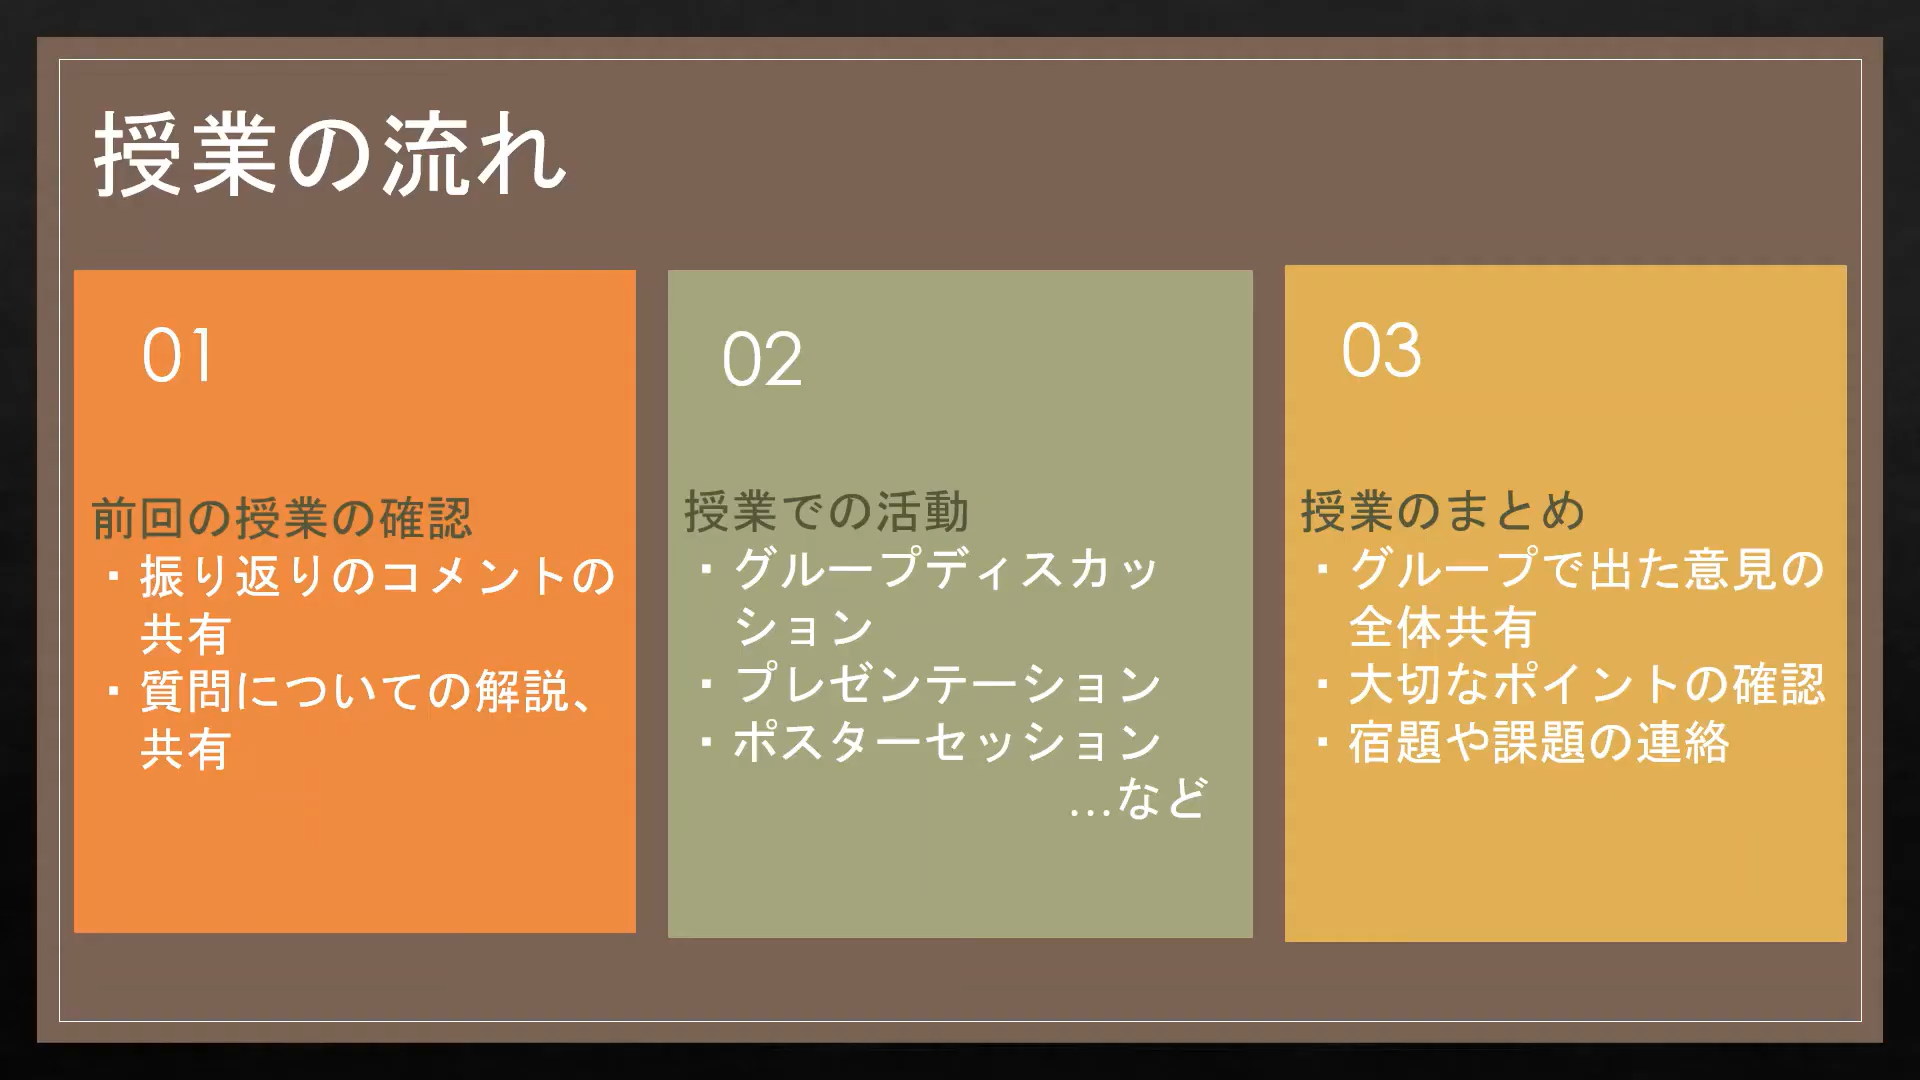 授業の流れ
01
前回の授業の確認
・振り返りのコメントの
共有
・質問についての解説、
共有
02
授業での活動
・グループディスカッ
ション
・プレゼンテーション
・ポスターセッション
…など
03
授業のまとめ
・グループで出た意見の
全体共有
・大切なポイントの確認
・宿題や課題の連絡